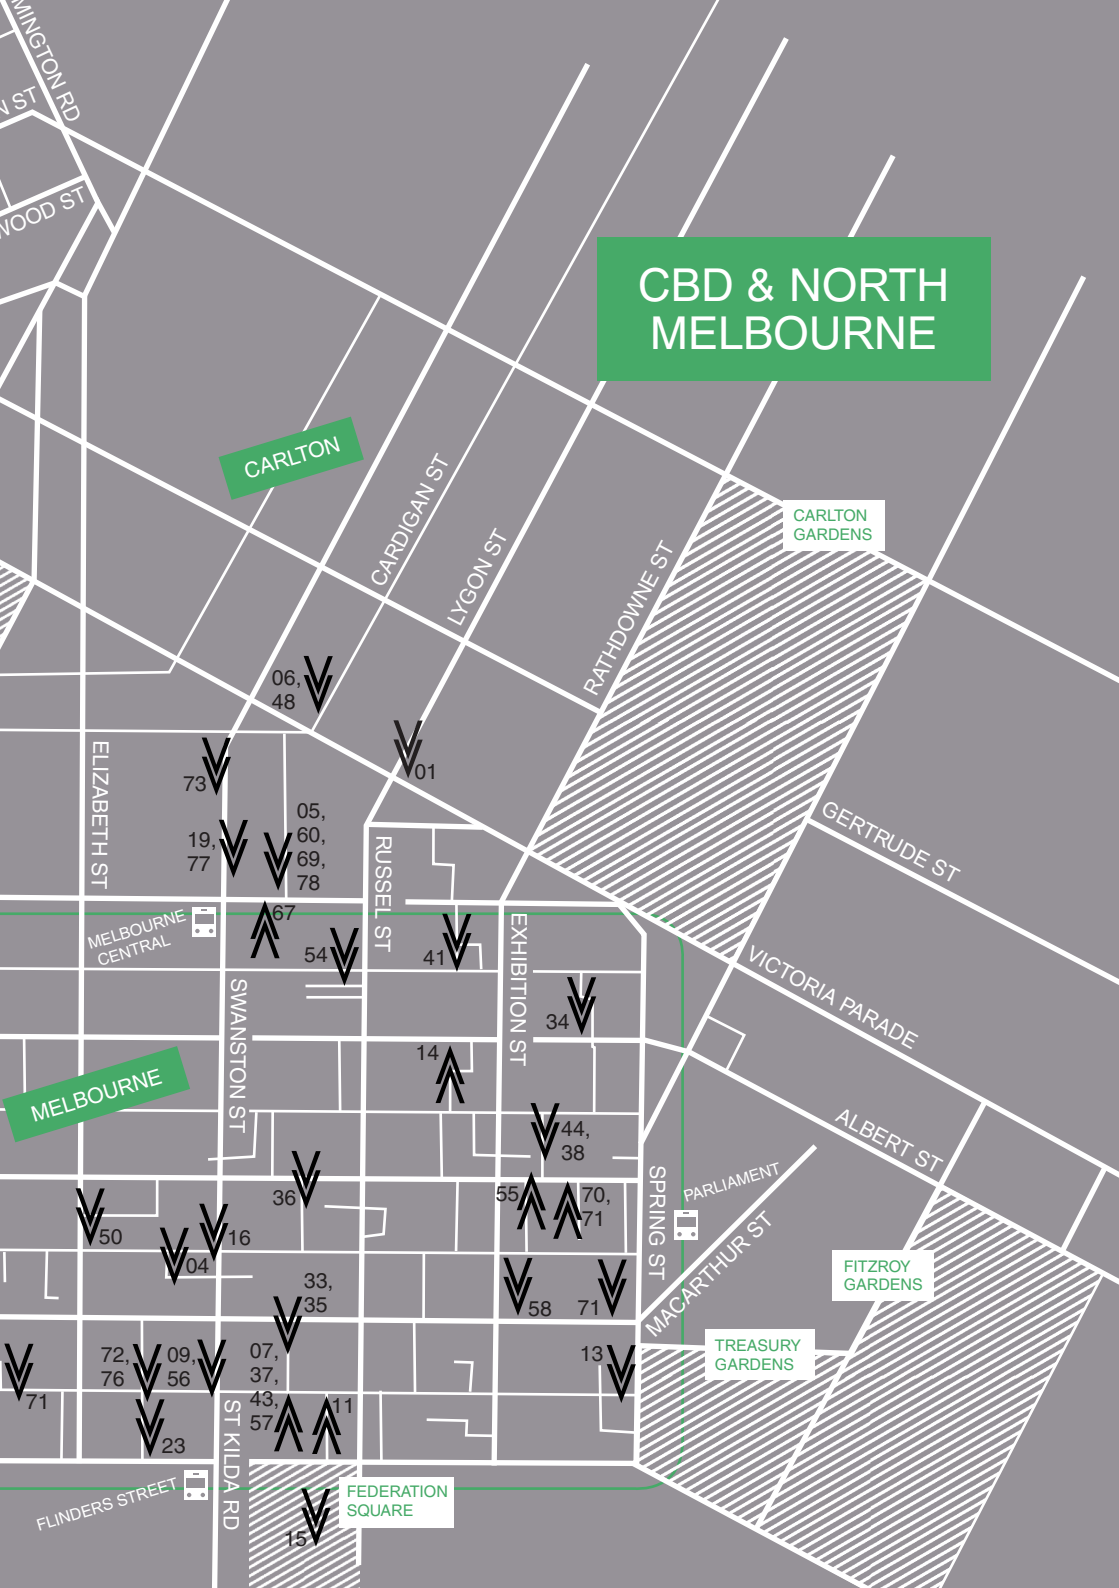 MINGTON RD
N ST
WOOD ST
CBD & NORTH
MELBOURNE
CARLTON
CARDIGAN ST
LYGON ST
RATHDOWNE ST
CARLTON
GARDENS
06,
48
01
73
ELIZABETH ST
05,
60,
69,
78
19,
77
RUSSEL ST
GERTRUDE ST
67
MELBOURNE
CENTRAL
54
41
EXHIBITION ST
SWANSTON ST
VICTORIA PARADE
34
14
MELBOURNE
ALBERT ST
44,
38
36
55
70,
71
SPRING ST
PARLIAMENT
50
16
04
MACARTHUR ST
FITZROY
GARDENS
33,
35
58
71
13
TREASURY
GARDENS
71
72,
76
09,
56
07,
37,
43,
57
11
23
ST KILDA RD
FLINDERS STREET
FEDERATION
SQUARE
15